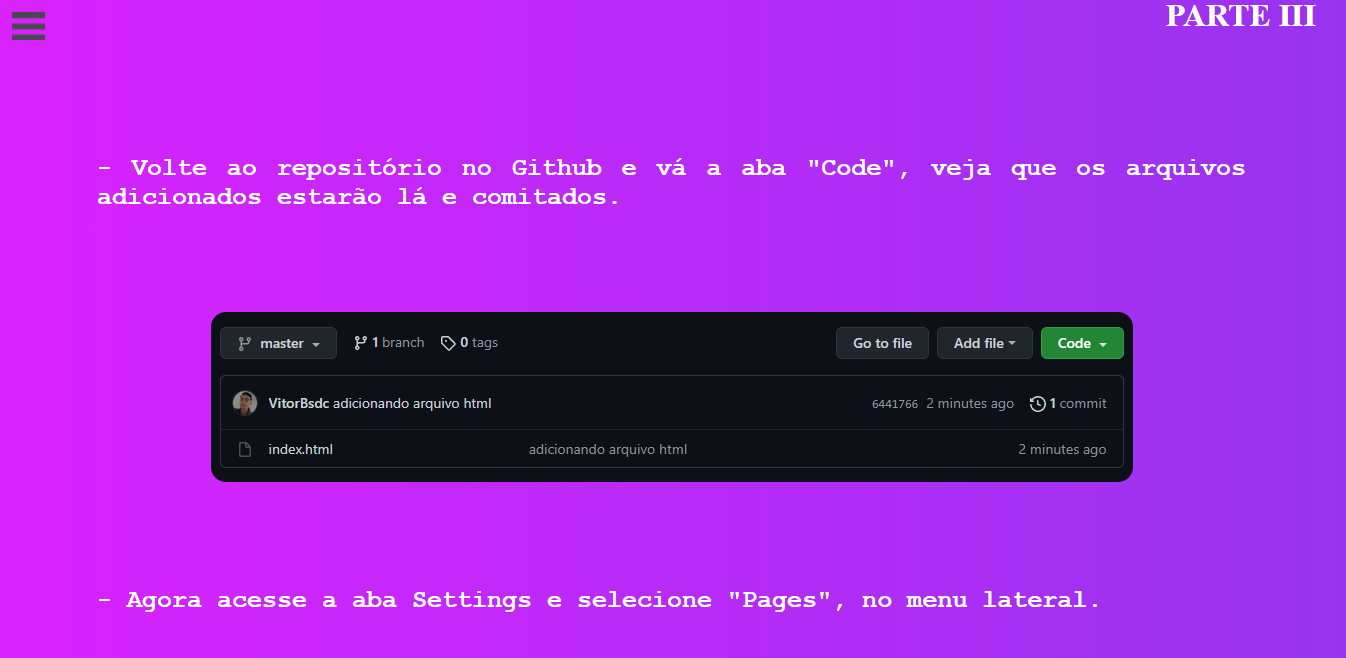 PARTE III
- Volte ao repositório no Github e vá a aba "Code", veja que os arquivos
adicionados estarão lá e comitados.
master 1 branch 0 tags Go to file Add file Code
VitorBsdc adicionando arquivo html 6441766 2 minutes ago 1 commit
index.html adicionando arquivo html 2 minutes ago
- Agora acesse a aba Settings e selecione "Pages", no menu lateral.